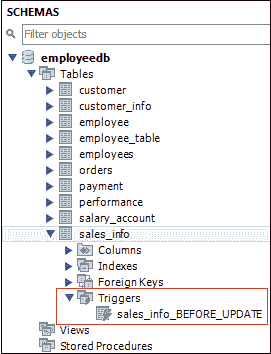 SCHEMAS
Filter objects
employeedb
Tables
customer
customer_info
employee
employee_table
employees
orders
payment
performance
salary_account
sales_info
Columns
Indexes
Foreign Keys
Triggers
sales_info_BEFORE_UPDATE
Views
Stored Procedures